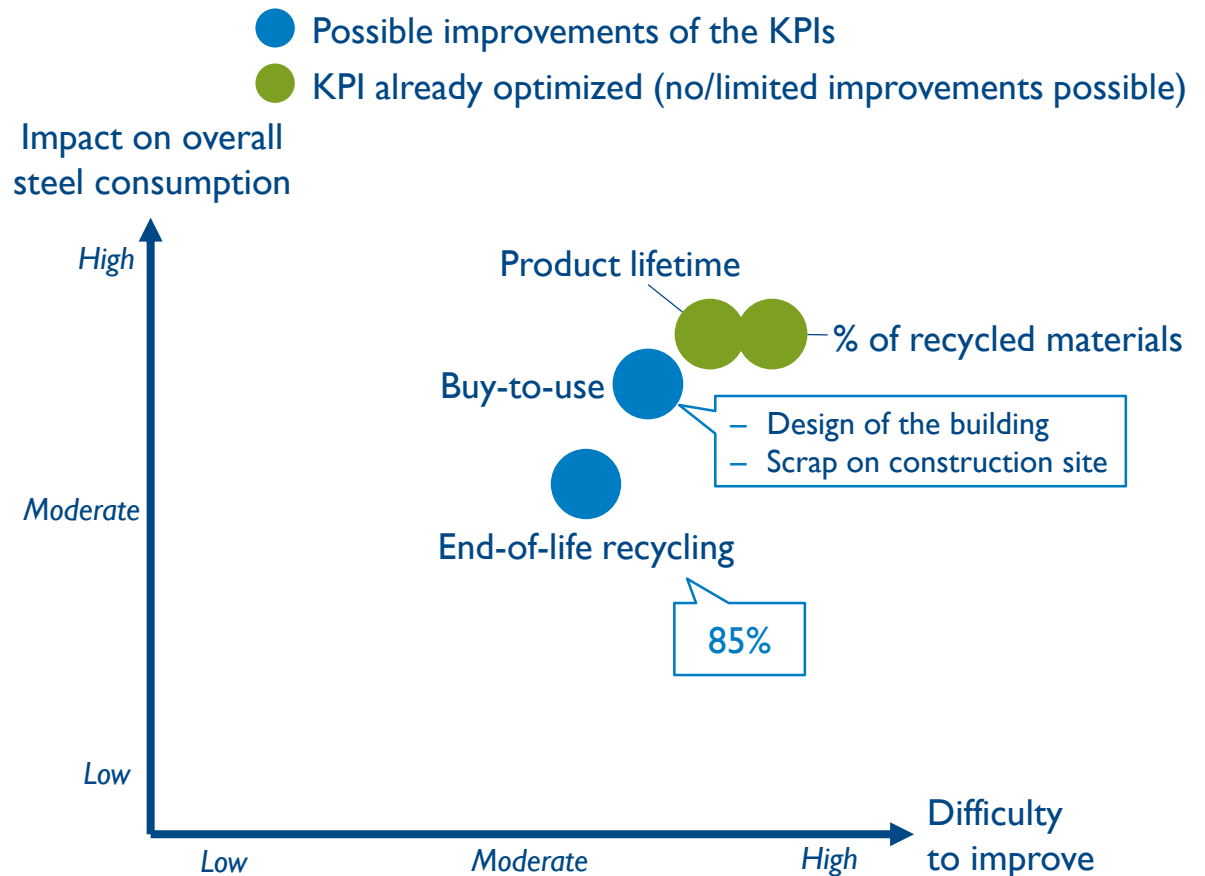 Possible improvements of the KPIs
KPI already optimized (no/limited improvements possible)
Impact on overall
steel consumption
High
Product lifetime
% of recycled materials
Buy-to-use
– Design of the building
– Scrap on construction site
Moderate
End-of-life recycling
85%
Low
Difficulty
to improve
Low
Moderate
High